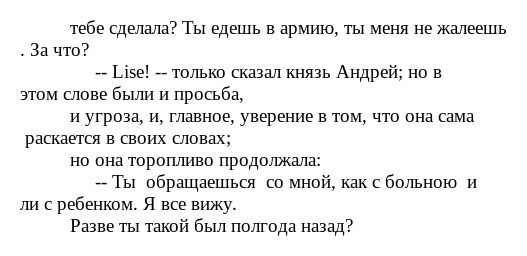 тебе сделала? Ты едешь в армию, ты меня не жалеешь
. За что?
-- Lise! -- только сказал князь Андрей; но в
этом слове были и просьба,
и угроза, и, главное, уверение в том, что она сама
раскается в своих словах;
но она торопливо продолжала:
-- Ты  обращаешься  со мной, как с больною  и
ли с ребенком. Я все вижу.
Разве ты такой был полгода назад?